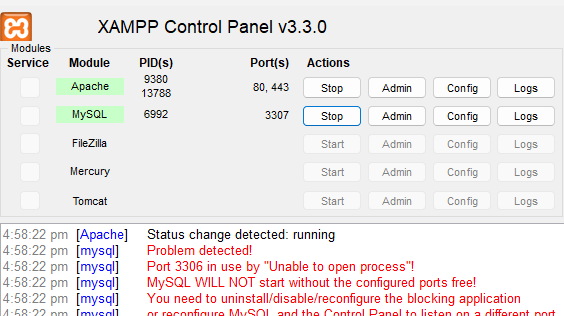 XAMPP Control Panel v3.3.0
Modules
Service Module PID(s) Port(s) Actions
Apache 9380 13788 80, 443 Stop Admin Config Logs
MySQL 6992 3307 Stop Admin Config Logs
FileZilla Start Admin Config Logs
Mercury Start Admin Config Logs
Tomcat Start Admin Config Logs
4:58:22 pm [Apache] Status change detected: running
4:58:22 pm [mysql] Problem detected!
4:58:22 pm [mysql] Port 3306 in use by "Unable to open process"!
4:58:22 pm [mysql] MySQL WILL NOT start without the configured ports free!
4:58:22 pm [mysql] You need to uninstall/disable/reconfigure the blocking application
4:58:22 pm [mysql] or reconfigure MySQL and the Control Panel to listen on a different port